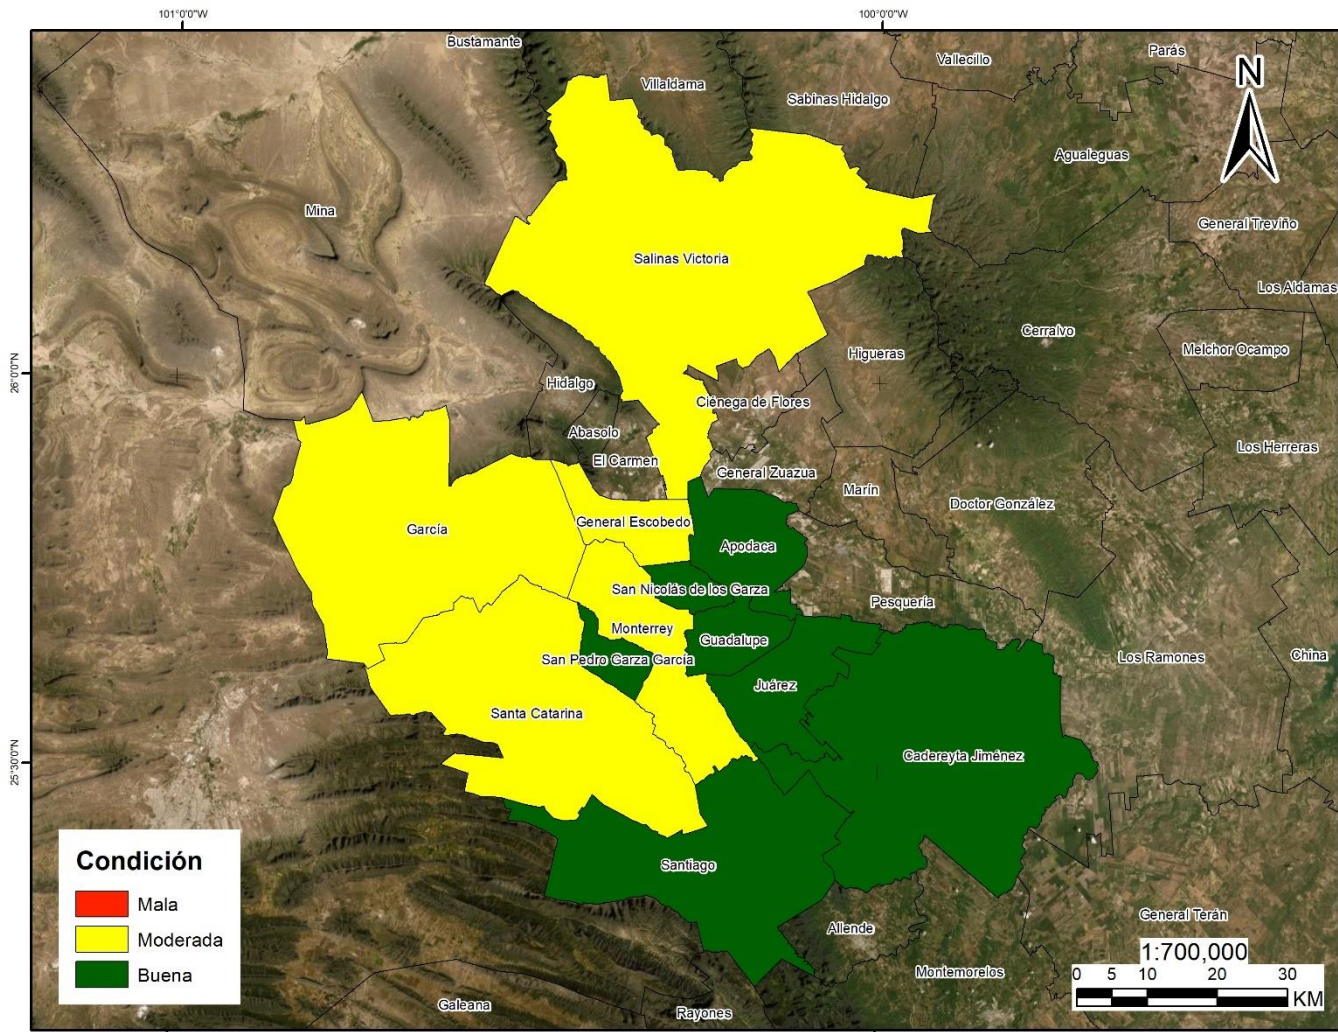 101°0'0"W
100°0'0"W
Bustamante
Parás
Vallecillo
N
Villaldama
Sabinas Hidalgo
Agualeguas
Mina
General Treviño
Salinas Victoria
Los Aldamas
Cerralvo
Melchor Ocampo
Higueras
26°0'0"N
Hidalgo
Ciénega de Flores
Abasolo
Los Herreras
El Carmen
General Zuazua
Marín
Doctor González
García
General Escobedo
Apodaca
San Nicolás de los Garza
Pesquería
Monterrey
Guadalupe
San Pedro Garza García
Los Ramones
China
Juárez
Santa Catarina
Cadereyta Jiménez
25°30'0"N
Santiago
Condición
Mala
Moderada
Buena
General Terán
Allende
1:700,000
Montemorelos
0 5 10 20 30
KM
Galeana
Rayones